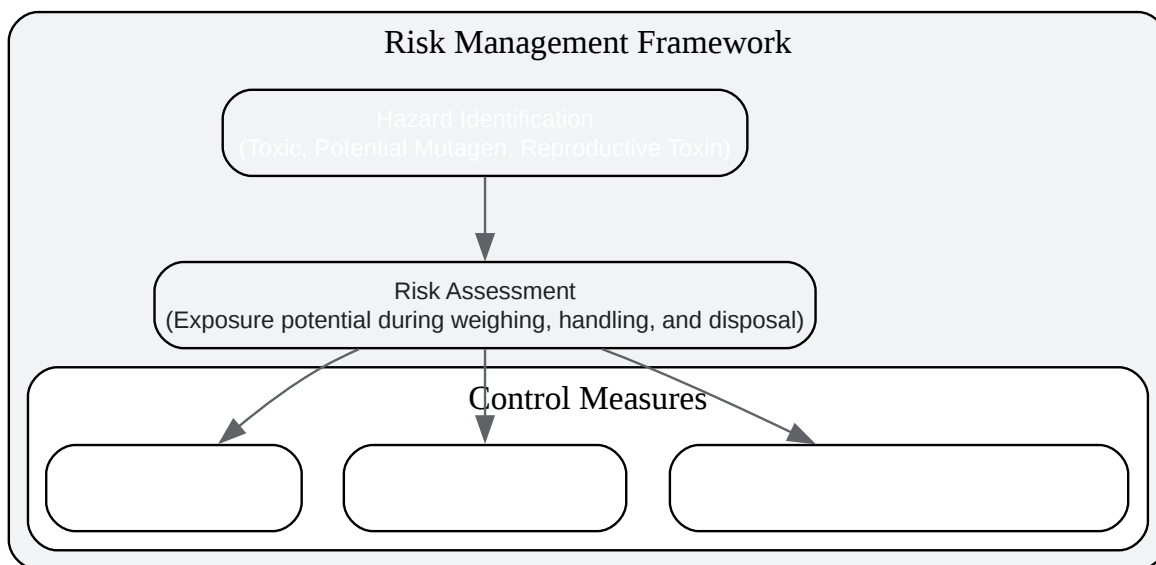 Risk Management Framework
Hazard Identification
(Toxic, Potential Mutagen, Reproductive Toxin)
Risk Assessment
(Exposure potential during weighing, handling, and disposal)
Control Measures